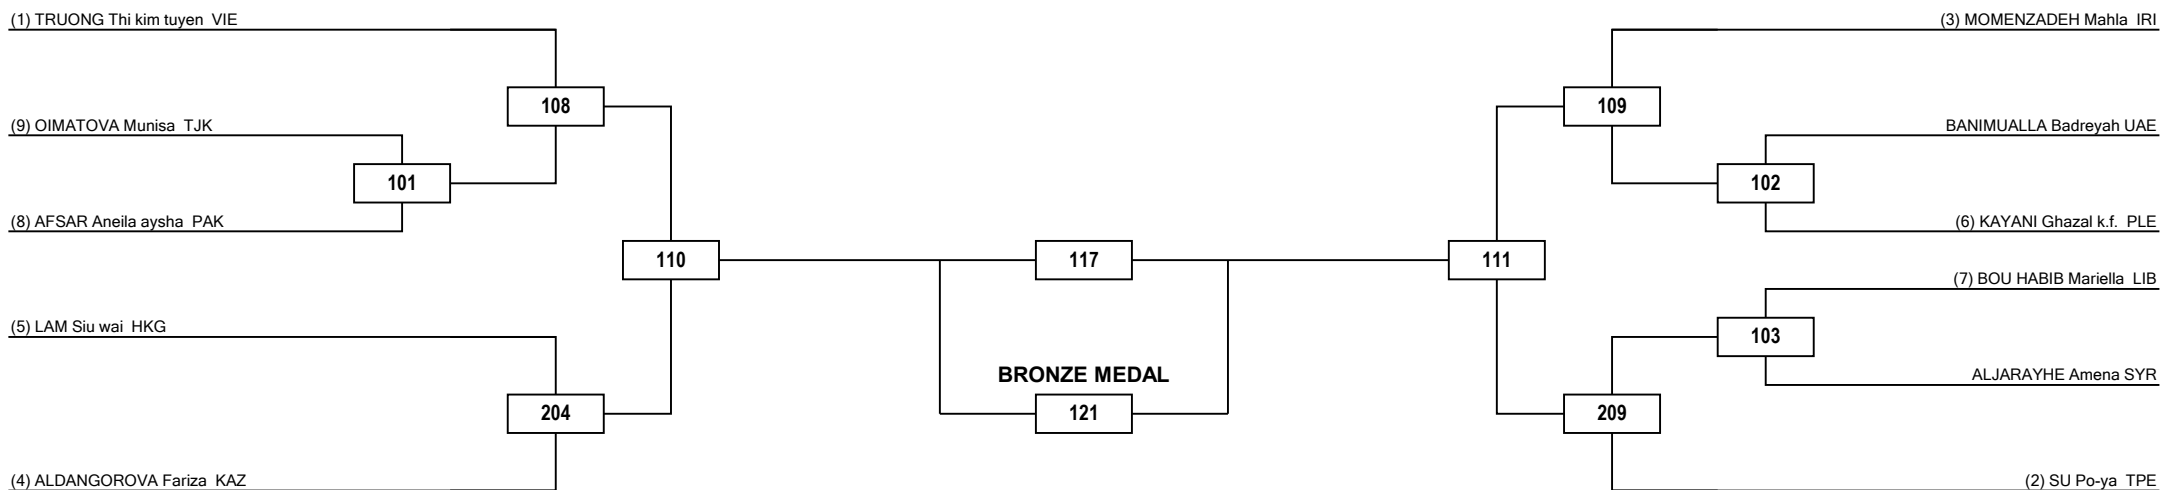 (1) TRUONG Thi kim tuyen VIE
(3) MOMENZADEH Mahla IRI
108
109
(9) OIMATOVA Munisa TJK
BANIMUALLA Badreyah UAE
101
102
(8) AFSAR Aneila aysha PAK
(6) KAYANI Ghazal k.f. PLE
110
117
111
(7) BOU HABIB Mariella LIB
(5) LAM Siu wai HKG
103
BRONZE MEDAL
ALJARAYHE Amena SYR
204
121
209
(4) ALDANGOROVA Fariza KAZ
(2) SU Po-ya TPE